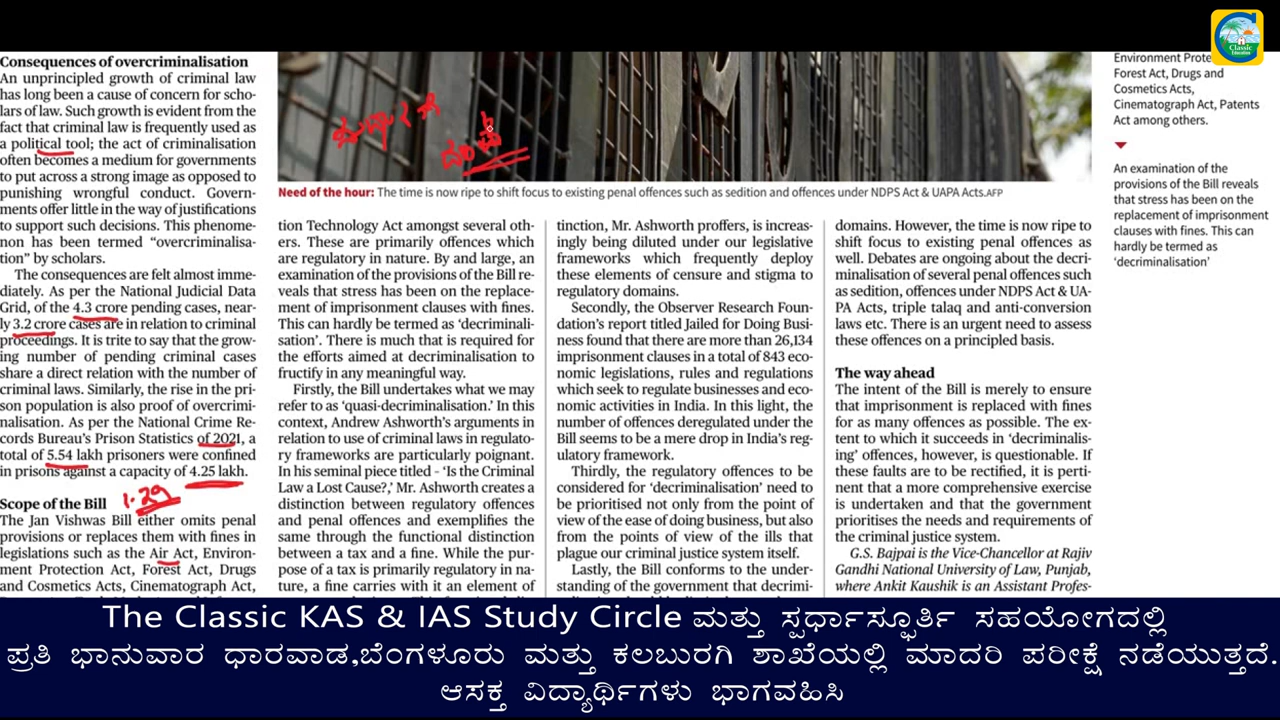 Classic
Education
Consequences of overcriminalisation
An unprincipled growth of criminal law
has long been a cause of concern for scho-
lars of law. Such growth is evident from the
fact that criminal law is frequently used as
a political tool; the act of criminalisation
often becomes a medium for governments
to put across a strong image as opposed to
punishing wrongful conduct. Govern-
ments offer little in the way of justifications
to support such decisions. This phenome-
non has been termed “overcriminalisa-
tion” by scholars.
The consequences are felt almost imme-
diately. As per the National Judicial Data
Grid, of the 4.3 crore pending cases, near-
ly 3.2 crore cases are in relation to criminal
proceedings. It is trite to say that the grow-
ing number of pending criminal cases
share a direct relation with the number of
criminal laws. Similarly, the rise in the pri-
son population is also proof of overcrimi-
nalisation. As per the National Crime Re-
cords Bureau’s Prison Statistics of 2021, a
total of 5.54 lakh prisoners were confined
in prisons against a capacity of 4.25 lakh.
1.29
Scope of the Bill
The Jan Vishwas Bill either omits penal
provisions or replaces them with fines in
legislations such as the Air Act, Environ-
ment Protection Act, Forest Act, Drugs
and Cosmetics Acts, Cinematograph Act,
Need of the hour: The time is now ripe to shift focus to existing penal offences such as sedition and offences under NDPS Act & UAPA Acts.AFP
tion Technology Act amongst several oth-
ers. These are primarily offences which
are regulatory in nature. By and large, an
examination of the provisions of the Bill re-
veals that stress has been on the replace-
ment of imprisonment clauses with fines.
This can hardly be termed as ‘decriminali-
sation’. There is much that is required for
the efforts aimed at decriminalisation to
fructify in any meaningful way.
Firstly, the Bill undertakes what we may
refer to as ‘quasi-decriminalisation.’ In this
context, Andrew Ashworth’s arguments in
relation to use of criminal laws in regulato-
ry frameworks are particularly poignant.
In his seminal piece titled - ‘Is the Criminal
Law a Lost Cause?,’ Mr. Ashworth creates a
distinction between regulatory offences
and penal offences and exemplifies the
same through the functional distinction
between a tax and a fine. While the pur-
pose of a tax is primarily regulatory in na-
ture, a fine carries with it an element of
tinction, Mr. Ashworth proffers, is increas-
ingly being diluted under our legislative
frameworks which frequently deploy
these elements of censure and stigma to
regulatory domains.
Secondly, the Observer Research Foun-
dation’s report titled Jailed for Doing Busi-
ness found that there are more than 26,134
imprisonment clauses in a total of 843 eco-
nomic legislations, rules and regulations
which seek to regulate businesses and eco-
nomic activities in India. In this light, the
number of offences deregulated under the
Bill seems to be a mere drop in India’s reg-
ulatory framework.
Thirdly, the regulatory offences to be
considered for ‘decriminalisation’ need to
be prioritised not only from the point of
view of the ease of doing business, but also
from the points of view of the ills that
plague our criminal justice system itself.
Lastly, the Bill conforms to the under-
standing of the government that decrimi-
domains. However, the time is now ripe to
shift focus to existing penal offences as
well. Debates are ongoing about the decri-
minalisation of several penal offences such
as sedition, offences under NDPS Act & UA-
PA Acts, triple talaq and anti-conversion
laws etc. There is an urgent need to assess
these offences on a principled basis.
The way ahead
The intent of the Bill is merely to ensure
that imprisonment is replaced with fines
for as many offences as possible. The ex-
tent to which it succeeds in ‘decriminalis-
ing’ offences, however, is questionable. If
these faults are to be rectified, it is perti-
nent that a more comprehensive exercise
is undertaken and that the government
prioritises the needs and requirements of
the criminal justice system.
G.S. Bajpai is the Vice-Chancellor at Rajiv
Gandhi National University of Law, Punjab,
where Ankit Kaushik is an Assistant Profes-
Environment Prote
Forest Act, Drugs and
Cosmetics Acts,
Cinematograph Act, Patents
Act among others.
An examination of the
provisions of the Bill reveals
that stress has been on the
replacement of imprisonment
clauses with fines. This can
hardly be termed as
‘decriminalisation’
The Classic KAS & IAS Study Circle ಮತ್ತು ಸ್ಪರ್ಧಾಸ್ಫೂರ್ತಿ ಸಹಯೋಗದಲ್ಲಿ
ಪ್ರತಿ ಭಾನುವಾರ ಧಾರವಾಡ,ಬೆಂಗಳೂರು ಮತ್ತು ಕಲಬುರಗಿ ಶಾಖೆಯಲ್ಲಿ ಮಾದರಿ ಪರೀಕ್ಷೆ ನಡೆಯುತ್ತದೆ.
ಆಸಕ್ತ ವಿದ್ಯಾರ್ಥಿಗಳು ಭಾಗವಹಿಸಿ